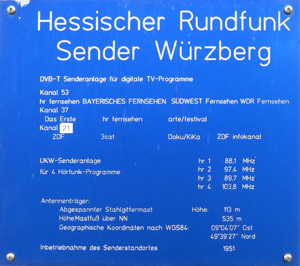 Hessischer Rundfunk
Sender Würzberg
DVB-T Senderanlage für digitale TV-Programme
Kanal 53
hr fernsehen BAYERISCHES FERNSEHEN SÜDWEST Fernsehen WDR Fernsehen
Kanal 37
Das Erste hr fernsehen arte/festival
Kanal 21
ZDF 3sat Doku/KiKa ZDF infokanal
UKW-Senderanlage hr 1 88,1 MHz
hr 2 97,4 MHz
für 4 Hörfunk-Programme hr 3 89,7 MHz
hr 4 103,8 MHz
Antennenträger:
Abgespannter Stahlgittermast Höhe: 113 m
Höhe Mastfuß über NN 535 m
Geographische Koordinaten nach WGS84: 09°04'07" Ost
49°39'27" Nord
Inbetriebnahme des Senderstandortes 1951